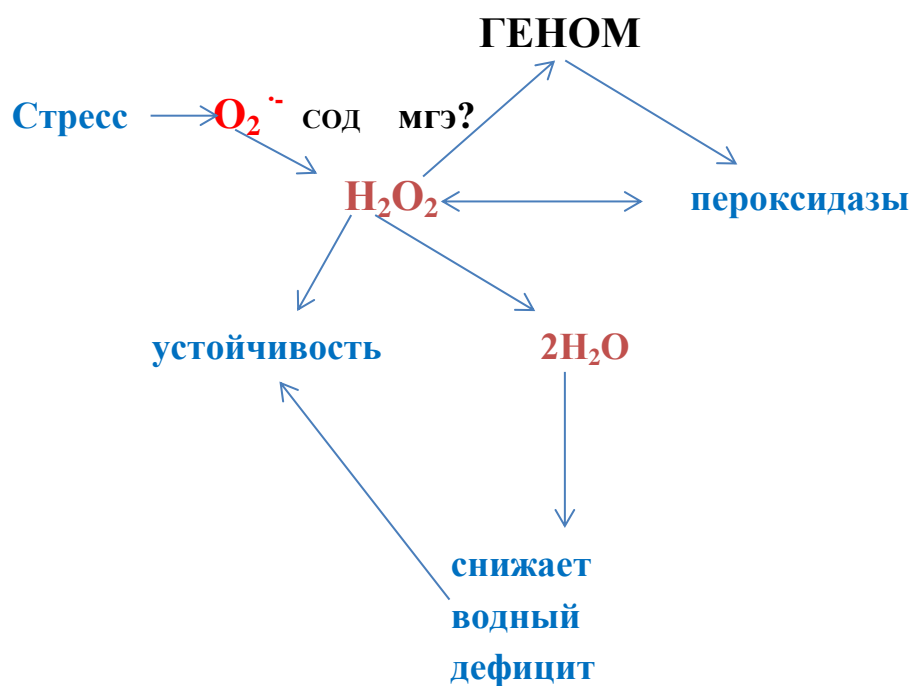 ГЕНОМ
Стресс O₂˙⁻ СОД МГЭ?
H₂O₂ пероксидазы
устойчивость 2H₂O
снижает
водный
дефицит